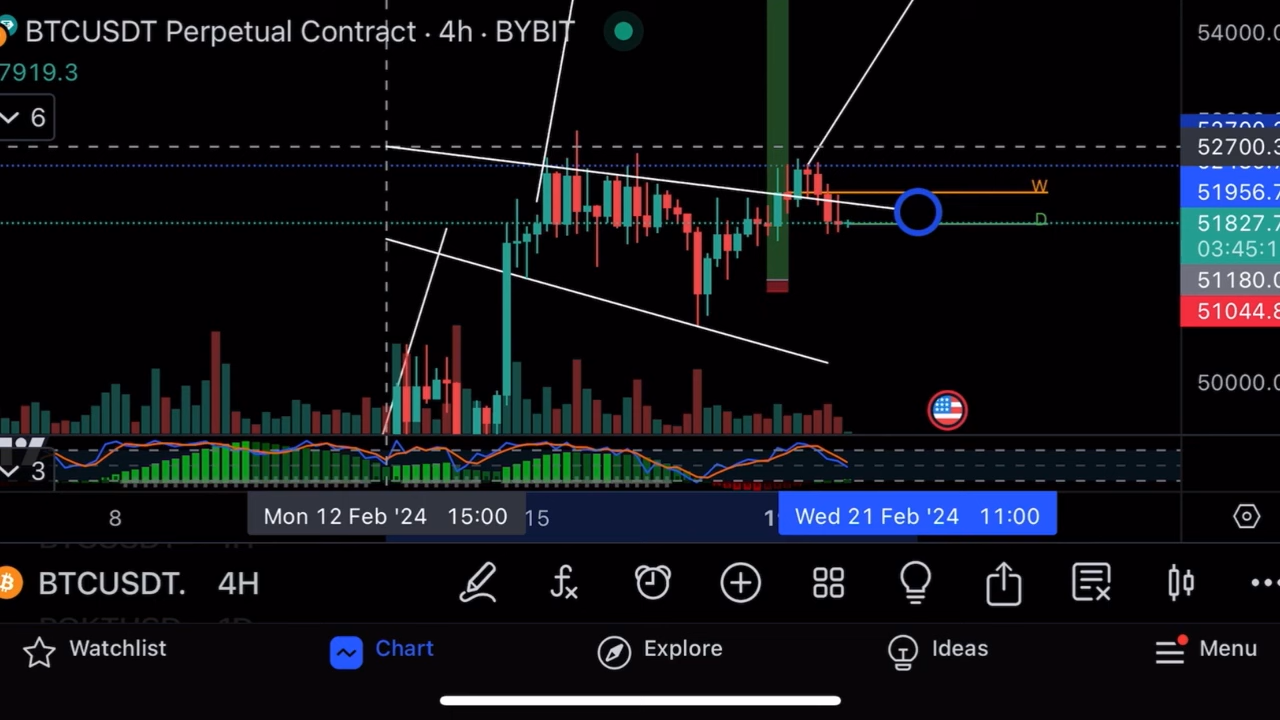 BTCUSDT Perpetual Contract · 4h · BYBIT
54000.0
7919.3
6
52700.3
W
51956.7
D
51827.7
03:45:1
51180.0
51044.8
50000.0
3
8
Mon 12 Feb '24 15:00
15
Wed 21 Feb '24 11:00
BTCUSDT. 4H
Watchlist
Chart
Explore
Ideas
Menu